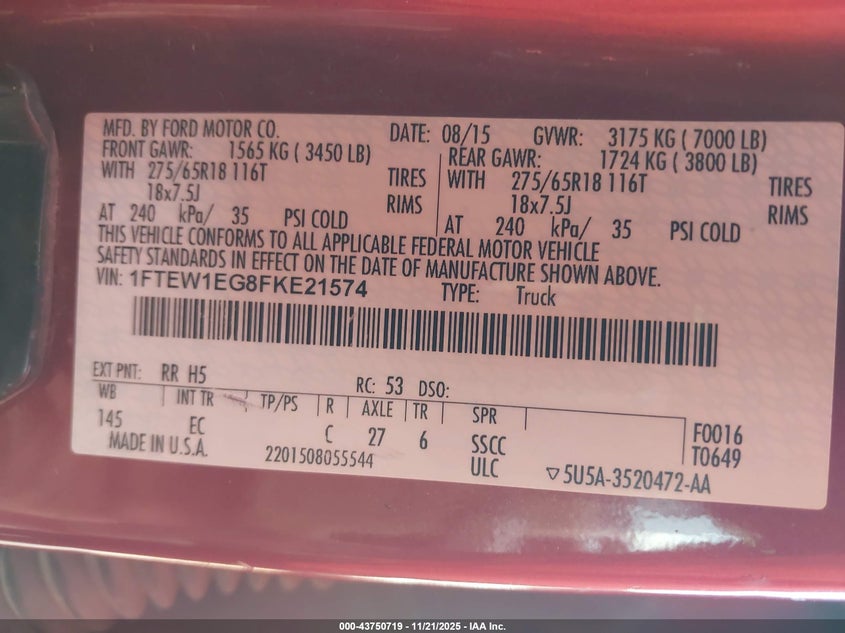 MFD. BY FORD MOTOR CO. DATE: 08/15 GVWR: 3175 KG ( 7000 LB)
FRONT GAWR: 1565 KG ( 3450 LB) REAR GAWR: 1724 KG ( 3800 LB)
WITH 275/65R18 116T TIRES WITH 275/65R18 116T TIRES
18x7.5J RIMS 18x7.5J RIMS
AT 240 kPa/ 35 PSI COLD AT 240 kPa/ 35 PSI COLD
THIS VEHICLE CONFORMS TO ALL APPLICABLE FEDERAL MOTOR VEHICLE
SAFETY STANDARDS IN EFFECT ON THE DATE OF MANUFACTURE SHOWN ABOVE.
VIN: 1FTEW1EG8FKE21574 TYPE: Truck
EXT PNT: RR H5 RC: 53 DSO:
WB INT TR TP/PS R AXLE TR SPR
145 EC C 27 6 SSCC F0016
MADE IN U.S.A. 2201508055544 ULC T0649
▽5U5A-3520472-AA
000-43750719 - 11/21/2025 - IAA Inc.